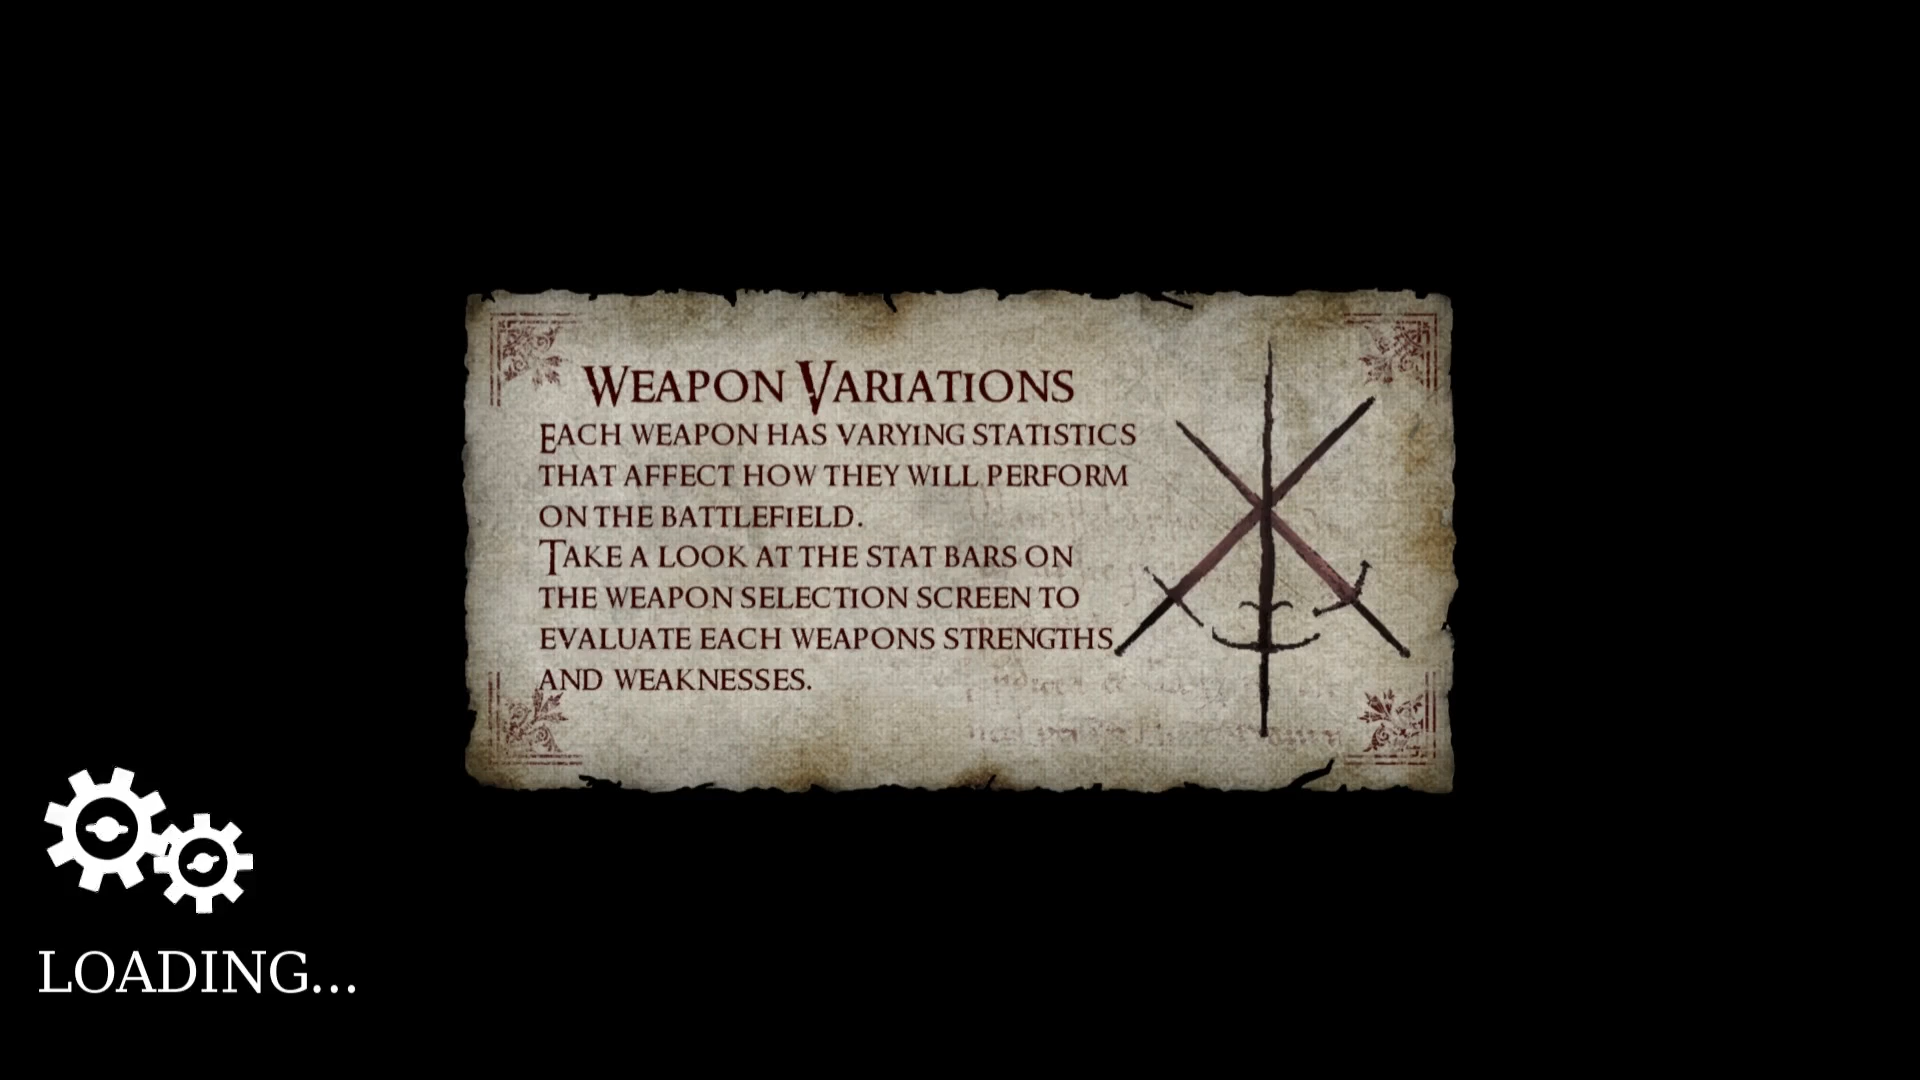 Weapon Variations
Each weapon has varying statistics
that affect how they will perform
on the battlefield.
Take a look at the stat bars on
the weapon selection screen to
evaluate each weapons strengths
and weaknesses.
LOADING...